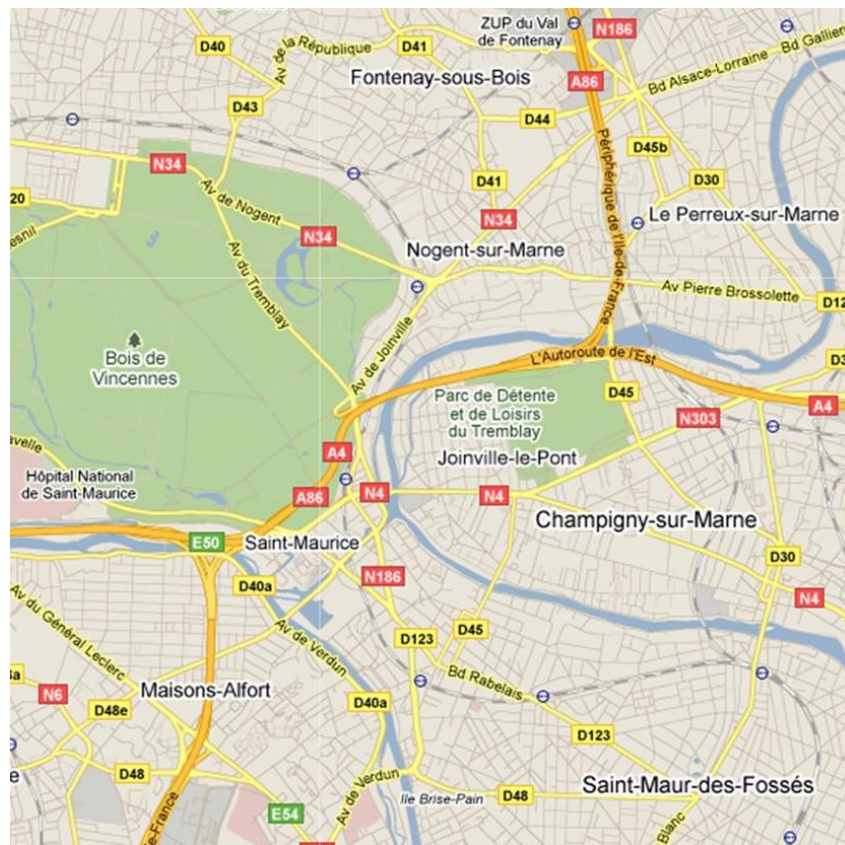 ZUP du Val
de Fontenay
N186
D40
Av de la République
D41
Bd Alsace-Lorraine - Bd Gallieni
Fontenay-sous-Bois
A86
D43
D44
Périphérique de l'Ile-de-France
D45b
N34
D41
D30
20
Av de Nogent
N34
Le Perreux-sur-Marne
N34
Nogent-sur-Marne
Av du Tremblay
Av Pierre Brossolette
D12
Av de Joinville
Bois de
Vincennes
L'Autoroute de l'Est
D3
Parc de Détente
et de Loisirs
du Tremblay
D45
N303
A4
A4
Joinville-le-Pont
Hôpital National
de Saint-Maurice
A86
N4
N4
Champigny-sur-Marne
E50
Saint-Maurice
D30
D40a
N186
N4
Av du Général Leclerc
Av de Verdun
D123
D45
Bd Rabelais
N6
Maisons-Alfort
D48e
D40a
D123
D48
Av de Verdun
Ile Brise-Pain
D48
Saint-Maur-des-Fossés
E54
Blanc
e-France